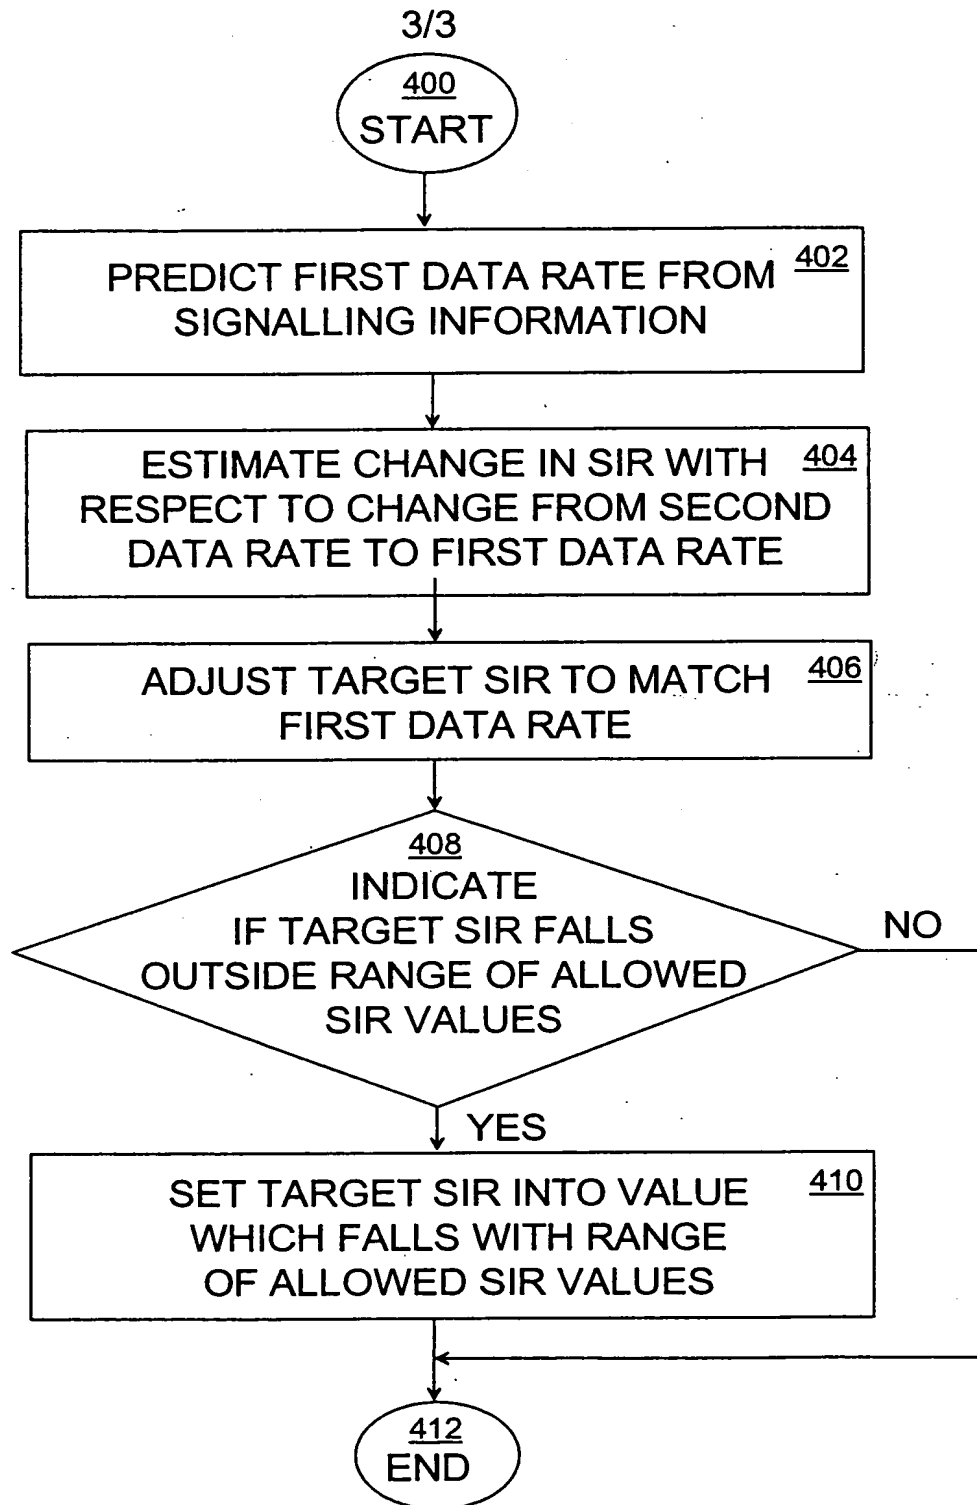 3/3
400
START
402
PREDICT FIRST DATA RATE FROM
SIGNALLING INFORMATION
404
ESTIMATE CHANGE IN SIR WITH
RESPECT TO CHANGE FROM SECOND
DATA RATE TO FIRST DATA RATE
406
ADJUST TARGET SIR TO MATCH
FIRST DATA RATE
408
INDICATE
IF TARGET SIR FALLS
OUTSIDE RANGE OF ALLOWED
SIR VALUES
NO
YES
410
SET TARGET SIR INTO VALUE
WHICH FALLS WITH RANGE
OF ALLOWED SIR VALUES
412
END